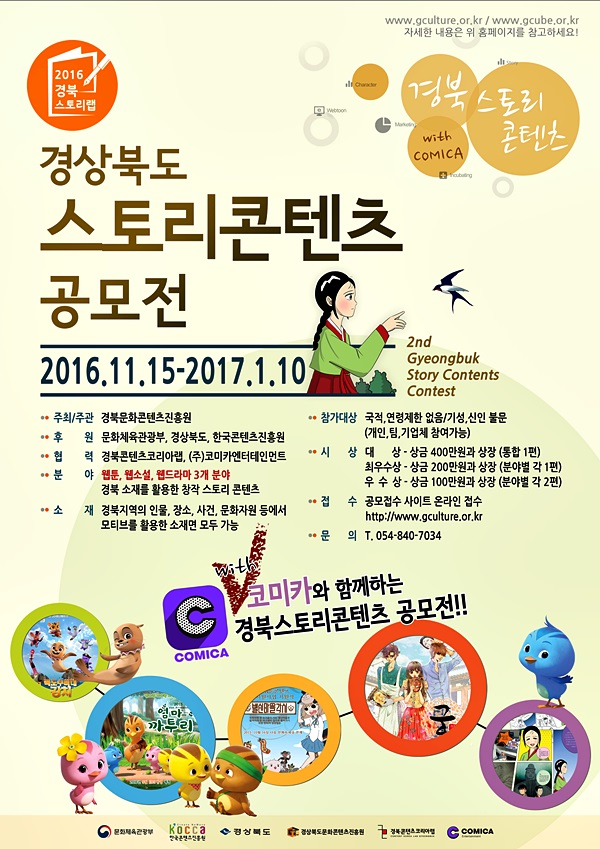 www.gculture.or.kr / www.gcube.or.kr
자세한 내용은 위 홈페이지를 참고하세요!
2016
경북
스토리랩
Story
Character
Webtoon
Marketing
Incubating
경북
스토리
콘텐츠
with
COMICA
경상북도
스토리콘텐츠
공모전
2016.11.15-2017.1.10
2nd
Gyeongbuk
Story Contents
Contest
주최/주관 경북문화콘텐츠진흥원
후 원 문화체육관광부, 경상북도, 한국콘텐츠진흥원
협 력 경북콘텐츠코리아랩, (주)코미카엔터테인먼트
분 야 웹툰, 웹소설, 웹드라마 3개 분야
경북 소재를 활용한 창작 스토리 콘텐츠
소 재 경북지역의 인물, 장소, 사건, 문화자원 등에서
모티브를 활용한 소재면 모두 가능
참가대상 국적,연령제한 없음/기성,신인 불문
(개인,팀,기업체 참여가능)
시 상 대 상 - 상금 400만원과 상장 (통합 1편)
최우수상 - 상금 200만원과 상장 (분야별 각 1편)
우 수 상 - 상금 100만원과 상장 (분야별 각 2편)
접 수 공모접수 사이트 온라인 접수
http://www.gculture.or.kr
문 의 T. 054-840-7034
with
코미카와 함께하는
경북스토리콘텐츠 공모전!!
COMICA
엄마
까투리
문화체육관광부
KOCCA
한국콘텐츠진흥원
경상북도
경상북도문화콘텐츠진흥원
경북콘텐츠코리아랩
COMICA
Entertainment